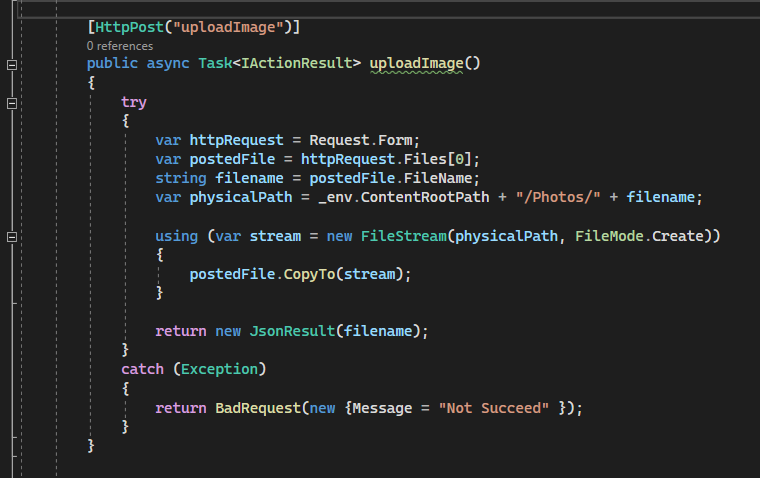 [HttpPost("uploadImage")]
0 references
public async Task<IActionResult> uploadImage()
{
try
{
var httpRequest = Request.Form;
var postedFile = httpRequest.Files[0];
string filename = postedFile.FileName;
var physicalPath = _env.ContentRootPath + "/Photos/" + filename;
using (var stream = new FileStream(physicalPath, FileMode.Create))
{
postedFile.CopyTo(stream);
}
return new JsonResult(filename);
}
catch (Exception)
{
return BadRequest(new {Message = "Not Succeed" });
}
}